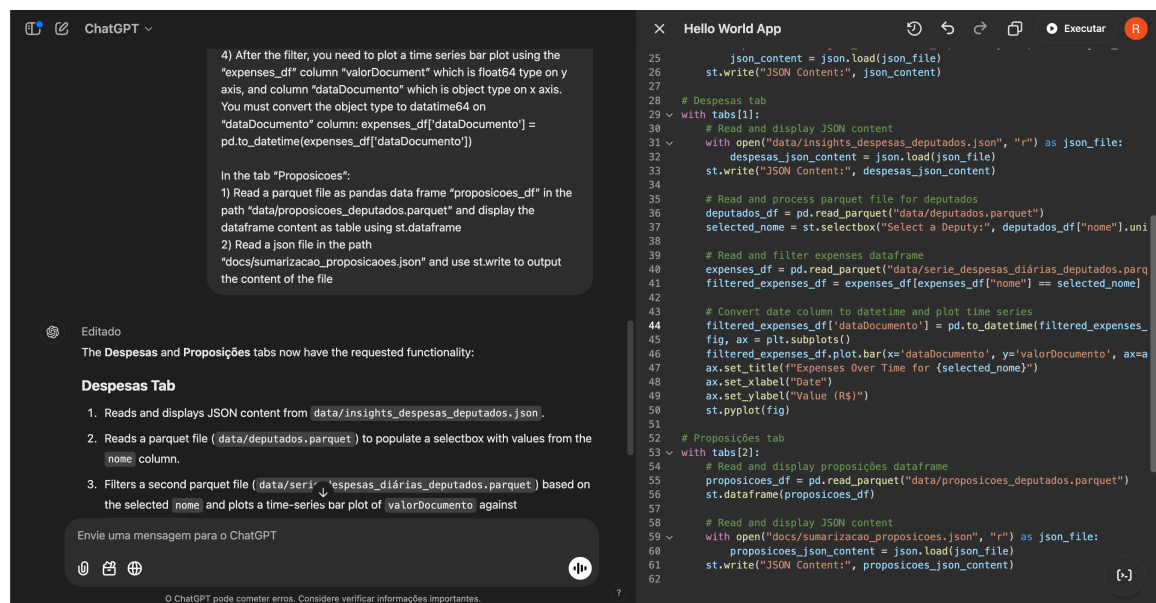 ChatGPT
4) After the filter, you need to plot a time series bar plot using the
“expenses_df” column “valorDocument” which is float64 type on y
axis, and column “dataDocumento” which is object type on x axis.
You must convert the object type to datatime64 on
“dataDocumento” column: expenses_df['dataDocumento'] =
pd.to_datetime(expenses_df['dataDocumento'])
In the tab “Proposicoes”:
1) Read a parquet file as pandas data frame “proposicoes_df” in the
path “data/proposicoes_deputados.parquet” and display the
dataframe content as table using st.dataframe
2) Read a json file in the path
“docs/sumarizacao_proposicaoes.json” and use st.write to output
the content of the file
Editado
The Despesas and Proposições tabs now have the requested functionality:
Despesas Tab
1. Reads and displays JSON content from data/insights_despesas_deputados.json .
2. Reads a parquet file ( data/deputados.parquet ) to populate a selectbox with values from the
nome column.
3. Filters a second parquet file ( data/serie_despesas_diárias_deputados.parquet ) based on
the selected nome and plots a time-series bar plot of valorDocumento against
Envie uma mensagem para o ChatGPT
O ChatGPT pode cometer erros. Considere verificar informações importantes.
?
Hello World App
Executar
R
25 json_content = json.load(json_file)
26 st.write("JSON Content:", json_content)
27
28 # Despesas tab
29 with tabs[1]:
30 # Read and display JSON content
31 with open("data/insights_despesas_deputados.json", "r") as json_file:
32 despesas_json_content = json.load(json_file)
33 st.write("JSON Content:", despesas_json_content)
34
35 # Read and process parquet file for deputados
36 deputados_df = pd.read_parquet("data/deputados.parquet")
37 selected_nome = st.selectbox("Select a Deputy:", deputados_df["nome"].uni
38
39 # Read and filter expenses dataframe
40 expenses_df = pd.read_parquet("data/serie_despesas_diárias_deputados.parq
41 filtered_expenses_df = expenses_df[expenses_df["nome"] == selected_nome]
42
43 # Convert date column to datetime and plot time series
44 filtered_expenses_df['dataDocumento'] = pd.to_datetime(filtered_expenses_
45 fig, ax = plt.subplots()
46 filtered_expenses_df.plot.bar(x='dataDocumento', y='valorDocumento', ax=a
47 ax.set_title(f"Expenses Over Time for {selected_nome}")
48 ax.set_xlabel("Date")
49 ax.set_ylabel("Value (R$)")
50 st.pyplot(fig)
51
52 # Proposições tab
53 with tabs[2]:
54 # Read and display proposições dataframe
55 proposicoes_df = pd.read_parquet("data/proposicoes_deputados.parquet")
56 st.dataframe(proposicoes_df)
57
58 # Read and display JSON content
59 with open("docs/sumarizacao_proposicoes.json", "r") as json_file:
60 proposicoes_json_content = json.load(json_file)
61 st.write("JSON Content:", proposicoes_json_content)
62